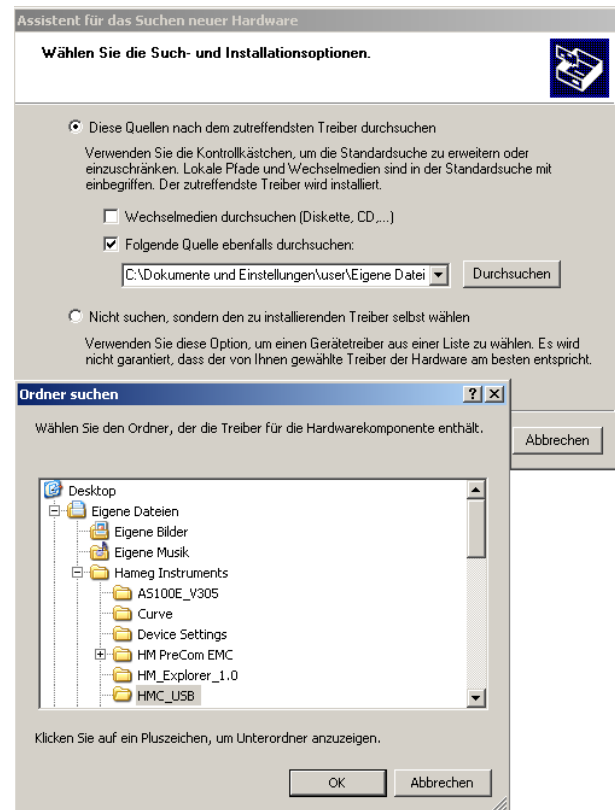 Assistent für das Suchen neuer Hardware
Wählen Sie die Such- und Installationsoptionen.
Diese Quellen nach dem zutreffendsten Treiber durchsuchen
Verwenden Sie die Kontrollkästchen, um die Standardsuche zu erweitern oder
einzuschränken. Lokale Pfade und Wechselmedien sind in der Standardsuche mit
einbegriffen. Der zutreffendste Treiber wird installiert.
Wechselmedien durchsuchen (Diskette, CD,...)
Folgende Quelle ebenfalls durchsuchen:
C:\Dokumente und Einstellungen\user\Eigene Datei
Durchsuchen
Nicht suchen, sondern den zu installierenden Treiber selbst wählen
Verwenden Sie diese Option, um einen Gerätetreiber aus einer Liste zu wählen. Es wird
nicht garantiert, dass der von Ihnen gewählte Treiber der Hardware am besten entspricht.
Abbrechen
Ordner suchen
Wählen Sie den Ordner, der die Treiber für die Hardwarekomponente enthält.
Desktop
Eigene Dateien
Eigene Bilder
Eigene Musik
Hameg Instruments
AS100E_V305
Curve
Device Settings
HM PreCom EMC
HM_Explorer_1.0
HMC_USB
Klicken Sie auf ein Pluszeichen, um Unterordner anzuzeigen.
OK
Abbrechen